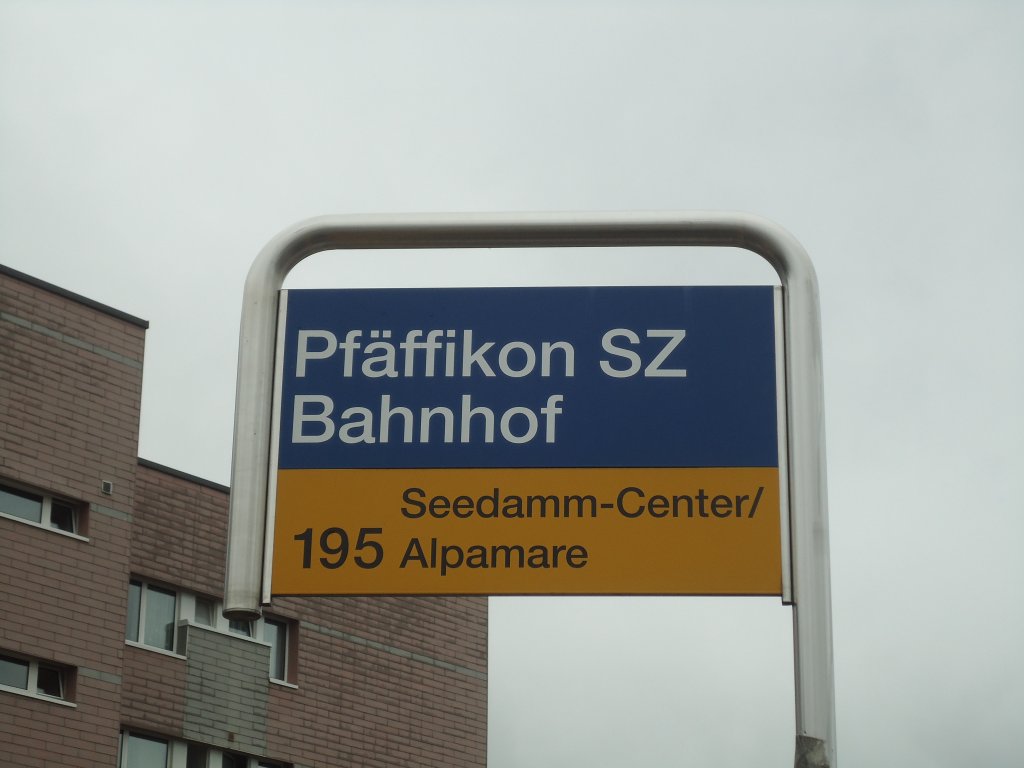 Pfäffikon SZ
Bahnhof
Seedamm-Center/
195 Alpamare